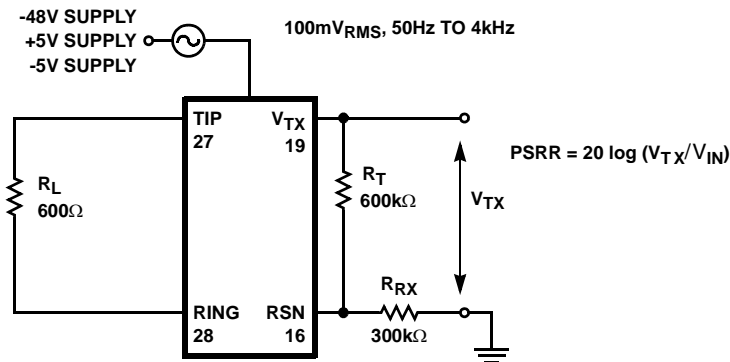 -48V SUPPLY
+5V SUPPLY
-5V SUPPLY
100mVRMS, 50Hz TO 4kHz
TIP
27
VTX
19
PSRR = 20 log (VTX/VIN)
RL
600Ω
RT
600kΩ
VTX
RRX
300kΩ
RING
28
RSN
16